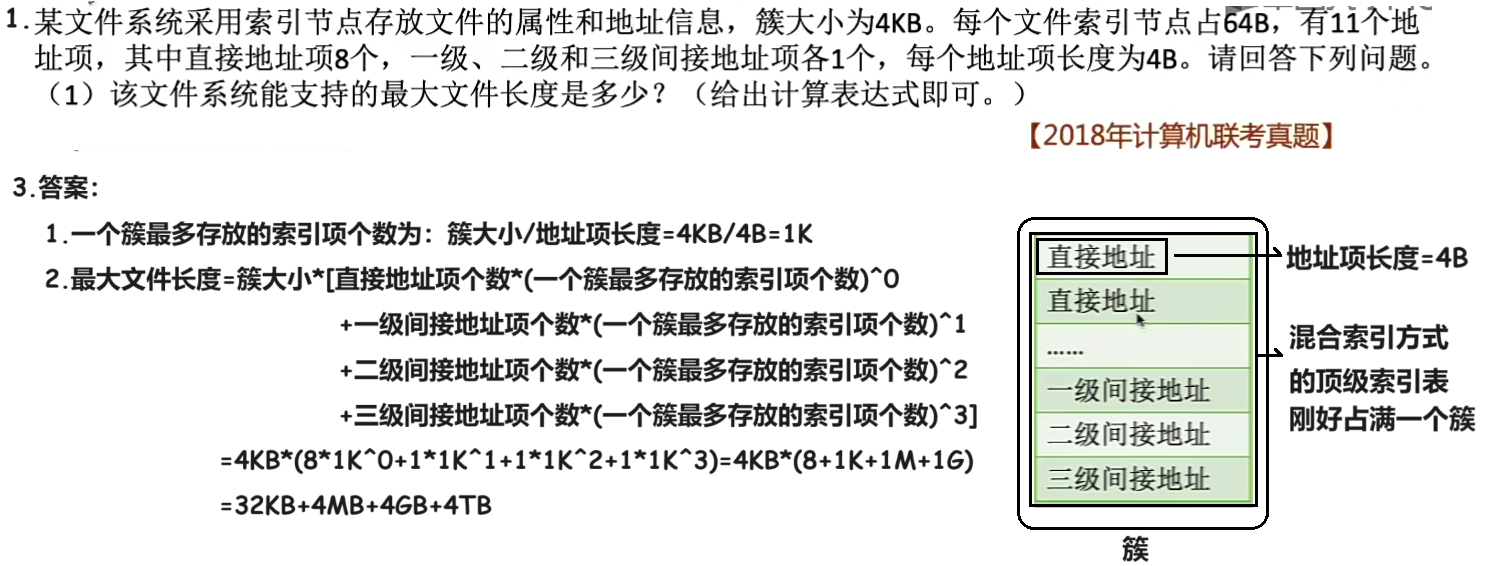 1.某文件系统采用索引节点存放文件的属性和地址信息，簇大小为4KB。每个文件索引节点占64B，有11个地
址项，其中直接地址项8个，一级、二级和三级间接地址项各1个，每个地址项长度为4B。请回答下列问题。
（1）该文件系统能支持的最大文件长度是多少？（给出计算表达式即可。）
【2018年计算机联考真题】
3.答案：
1.一个簇最多存放的索引项个数为：簇大小/地址项长度=4KB/4B=1K
2.最大文件长度=簇大小*[直接地址项个数*(一个簇最多存放的索引项个数)^0
+一级间接地址项个数*(一个簇最多存放的索引项个数)^1
+二级间接地址项个数*(一个簇最多存放的索引项个数)^2
+三级间接地址项个数*(一个簇最多存放的索引项个数)^3]
=4KB*(8*1K^0+1*1K^1+1*1K^2+1*1K^3)=4KB*(8+1K+1M+1G)
=32KB+4MB+4GB+4TB
直接地址
直接地址
......
一级间接地址
二级间接地址
三级间接地址
簇
地址项长度=4B
混合索引方式
的顶级索引表
刚好占满一个簇